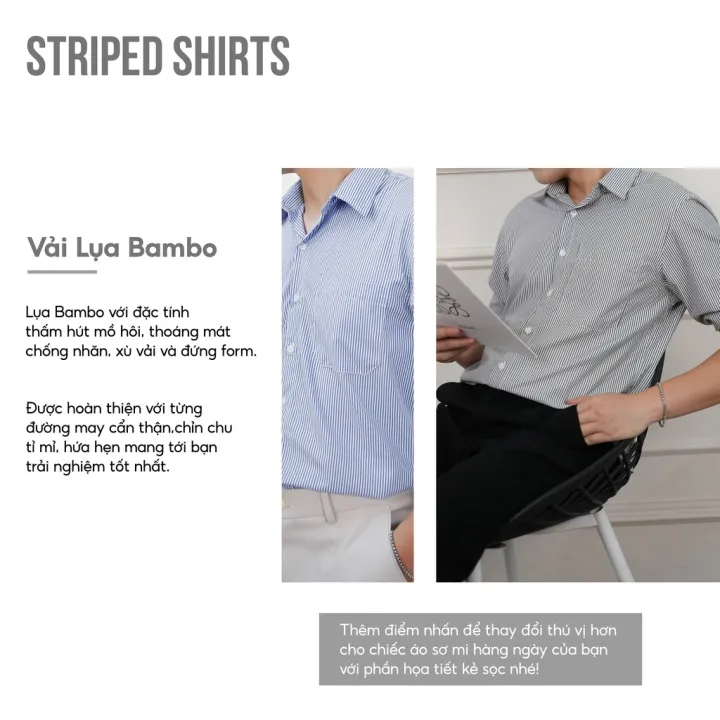 STRIPED SHIRTS
Vải Lụa Bambo
Lụa Bambo với đặc tính
thấm hút mồ hôi, thoáng mát
chống nhăn, xù vải và đứng form.
Được hoàn thiện với từng
đường may cẩn thận,chỉn chu
tỉ mỉ, hứa hẹn mang tới bạn
trải nghiệm tốt nhất.
Thêm điểm nhấn để thay đổi thú vị hơn
cho chiếc áo sơ mi hàng ngày của bạn
với phần họa tiết kẻ sọc nhé!